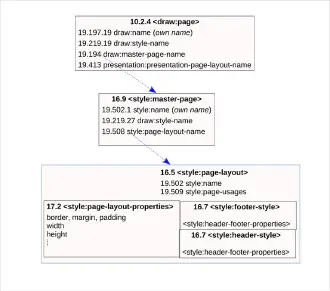 10.2.4 <draw:page>
19.197.19 draw:name (own name)
19.219.19 draw:style-name
19.194 draw:master-page-name
19.413 presentation:presentation-page-layout-name
16.9 <style:master-page>
19.502.1 style:name (own name)
19.219.27 draw:style-name
19.508 style:page-layout-name
16.5 <style:page-layout>
19.502 style:name
19.509 style:page-usages
17.2 <style:page-layout-properties>
border, margin, padding
width
height
⋮
16.7 <style:footer-style>
<style:header-footer-properties>
16.7 <style:header-style>
<style:header-footer-properties>